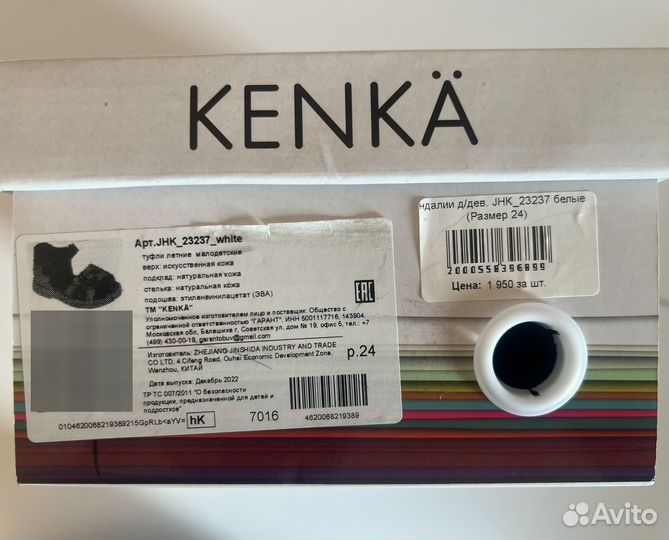 KENKÄ
Арт.JHK_23237_white
туфли летние малодетские
верх: искусственная кожа
подклад: натуральная кожа
стелька: натуральная кожа
подошва: этиленвинилацетат (ЭВА)
ТМ "KENKÄ"
Уполномоченное изготовителем лицо и поставщик: Общество с
ограниченной ответственностью "ГАРАНТ", ИНН 5001117716, 143904,
Московская обл, Балашиха г, Советская ул, дом № 19, офис 5, тел.: +7
(499) 430-00-19, garantobuv@gmail.com
Изготовитель: ZHEJIANG JINSHIDA INDUSTRY AND TRADE
CO LTD, 4 Cifeng Road, Ouhai Economic Development Zone,
Wenzhou, КИТАЙ
Дата выпуска: Декабрь 2022
ТР ТС 007/2011 "О безопасности
продукции, предназначенной для детей и
подростков"
0104620068219389215GpRLb<aYV=
hK
7016
EAC
р.24
4620068219389
ндалии д/дев. JHK_23237 белые
(Размер 24)
2000558396899
Цена: 1 950 за шт.
Avito